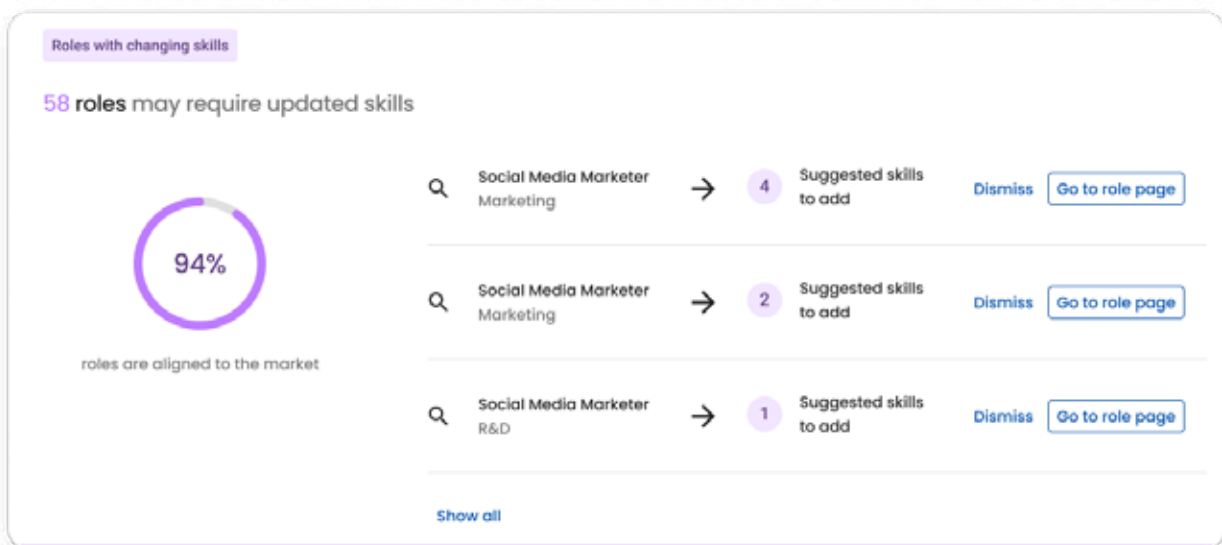 Roles with changing skills
58 roles may require updated skills
94%
roles are aligned to the market
Social Media Marketer
Marketing
4
Suggested skills
to add
Dismiss
Go to role page
Social Media Marketer
Marketing
2
Suggested skills
to add
Dismiss
Go to role page
Social Media Marketer
R&D
1
Suggested skills
to add
Dismiss
Go to role page
Show all